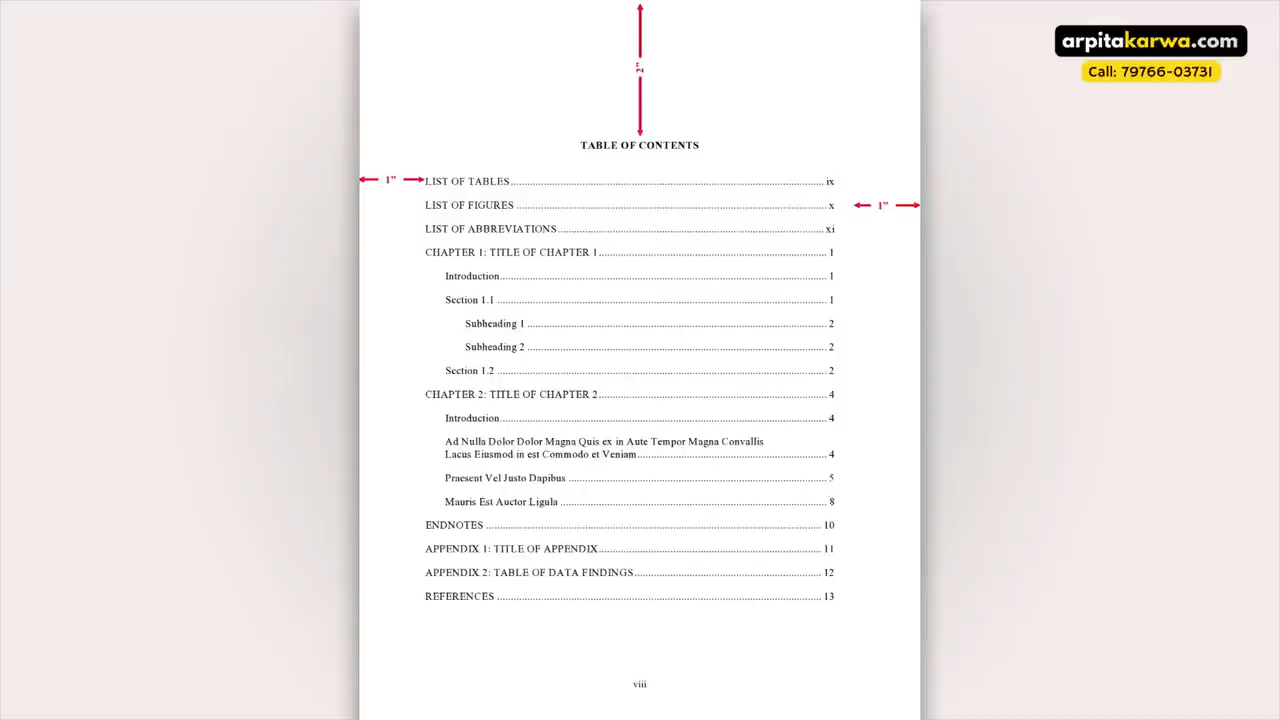 arpitakarwa.com
Call: 79766-03731
2"
TABLE OF CONTENTS
1"
LIST OF TABLES ix
1"
LIST OF FIGURES x
LIST OF ABBREVIATIONS xi
CHAPTER 1: TITLE OF CHAPTER 1 1
Introduction 1
Section 1.1 1
Subheading 1 2
Subheading 2 2
Section 1.2 2
CHAPTER 2: TITLE OF CHAPTER 2 4
Introduction 4
Ad Nulla Dolor Dolor Magna Quis ex in Aute Tempor Magna Convallis
Lacus Eiusmod in est Commodo et Veniam 4
Praesent Vel Justo Dapibus 5
Mauris Est Auctor Ligula 8
ENDNOTES 10
APPENDIX 1: TITLE OF APPENDIX 11
APPENDIX 2: TABLE OF DATA FINDINGS 12
REFERENCES 13
viii